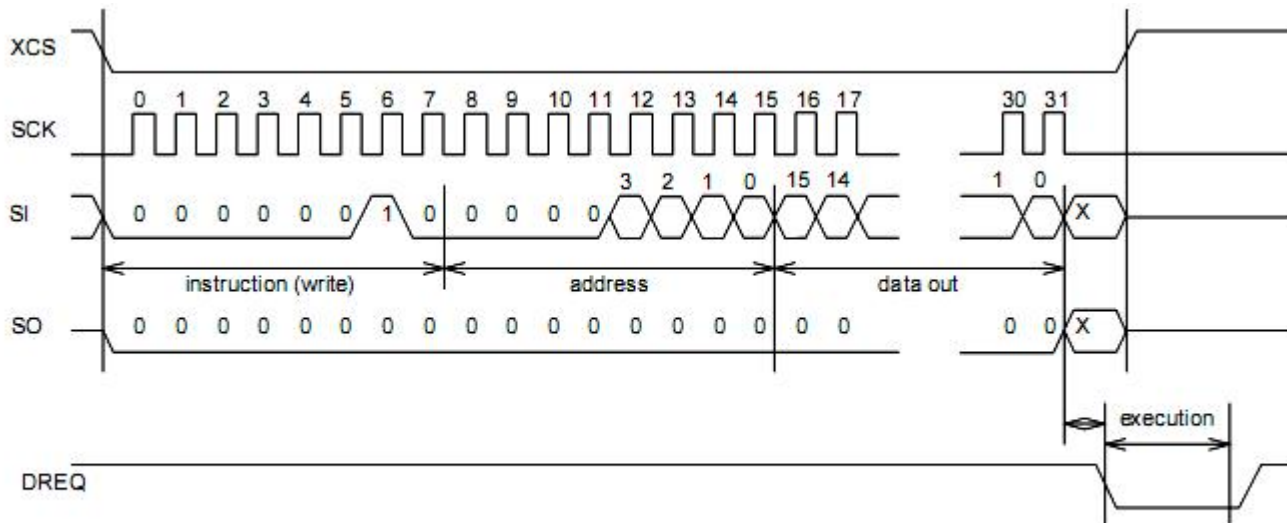 XCS
0 1 2 3 4 5 6 7 8 9 10 11 12 13 14 15 16 17 30 31
SCK
3 2 1 0 15 14 1 0
SI 0 0 0 0 0 0 1 0 0 0 0 0 X
instruction (write) address data out
SO 0 0 0 0 0 0 0 0 0 0 0 0 0 0 0 0 0 0 0 0 X
execution
DREQ